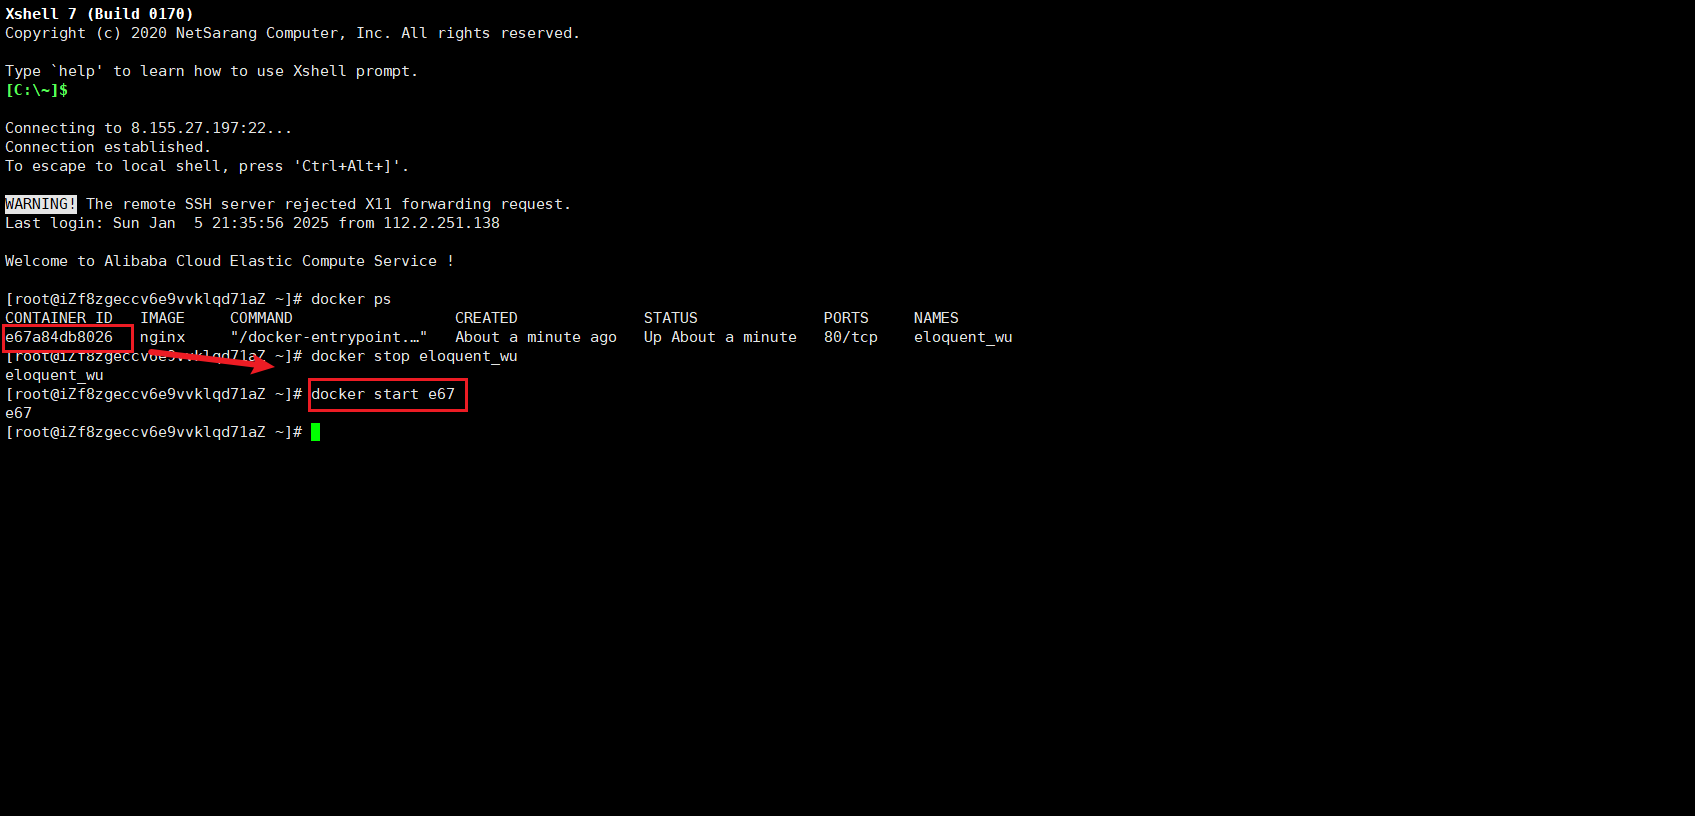 Xshell 7 (Build 0170)
Copyright (c) 2020 NetSarang Computer, Inc. All rights reserved.
Type `help' to learn how to use Xshell prompt.
[C:\~]$
Connecting to 8.155.27.197:22...
Connection established.
To escape to local shell, press 'Ctrl+Alt+]'.
WARNING! The remote SSH server rejected X11 forwarding request.
Last login: Sun Jan  5 21:35:56 2025 from 112.2.251.138
Welcome to Alibaba Cloud Elastic Compute Service !
[root@iZf8zgeccv6e9vvklqd71aZ ~]# docker ps
CONTAINER ID   IMAGE     COMMAND                  CREATED              STATUS              PORTS     NAMES
e67a84db8026   nginx     "/docker-entrypoint.…"   About a minute ago   Up About a minute   80/tcp    eloquent_wu
[root@iZf8zgeccv6e9vvklqd71aZ ~]# docker stop eloquent_wu
eloquent_wu
[root@iZf8zgeccv6e9vvklqd71aZ ~]# docker start e67
e67
[root@iZf8zgeccv6e9vvklqd71aZ ~]#